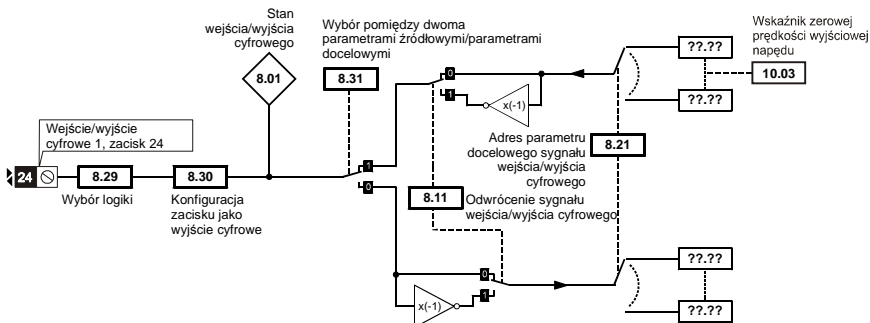 Stan
wejścia/wyjścia
cyfrowego
8.01
Wybór pomiędzy dwoma
parametrami źródłowymi/parametrami
docelowymi
8.31
Wskaźnik zerowej
prędkości wyjściowej
napędu
10.03
??.??
??.??
0
1
x(-1)
Wejście/wyjście
cyfrowe 1, zacisk 24
24
8.29
Wybór logiki
8.30
Konfiguracja
zacisku jako
wyjście cyfrowe
1
0
Adres parametru
docelowego sygnału
wejścia/wyjścia
cyfrowego
8.21
8.11
Odwrócenie sygnału
wejścia/wyjścia cyfrowego
0
1
x(-1)
??.??
??.??